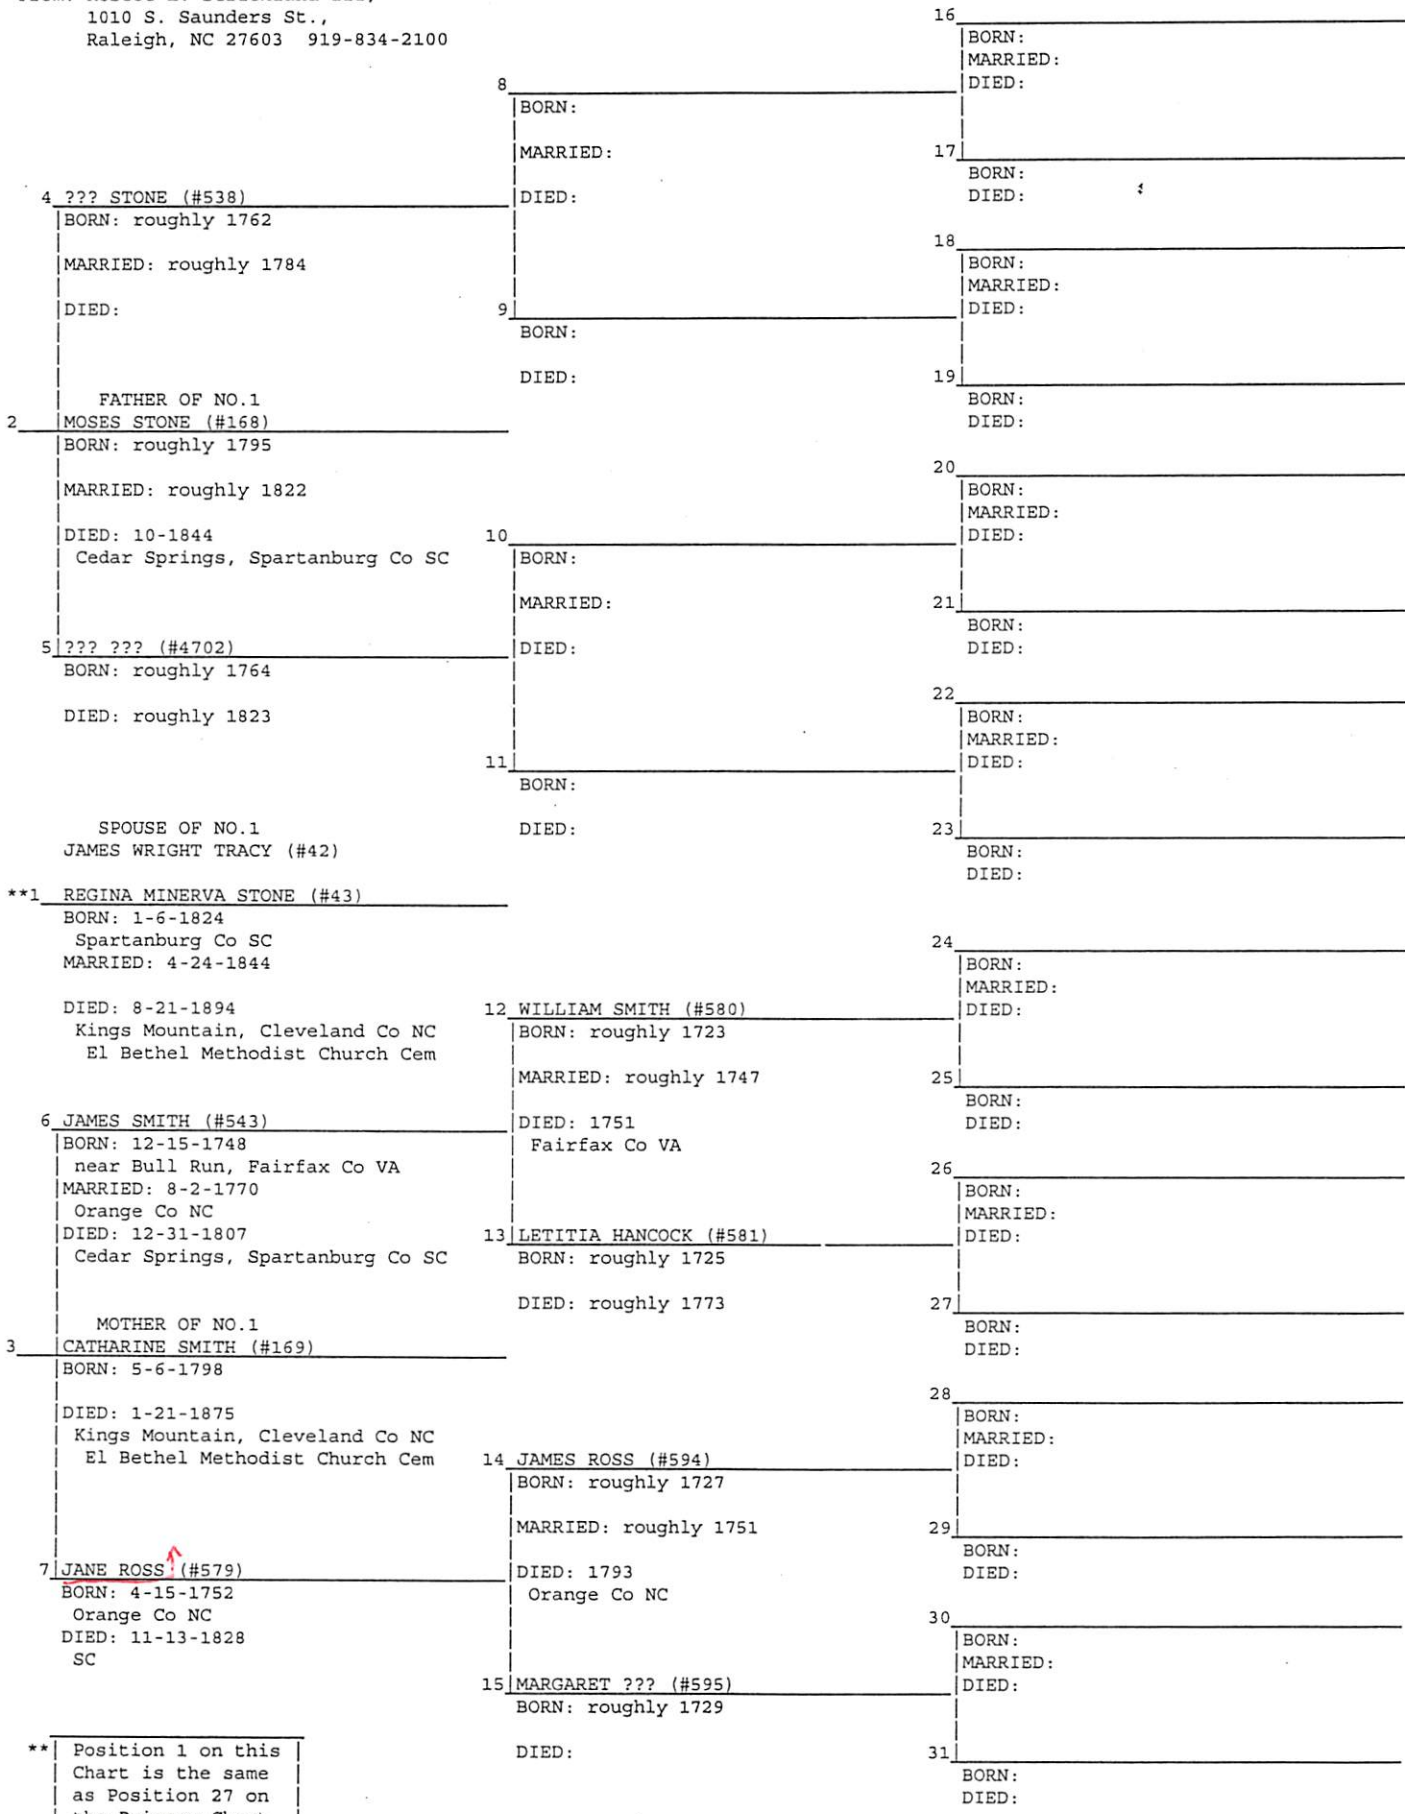 1010 S. Saunders St.,
Raleigh, NC 27603 919-834-2100
16
BORN:
MARRIED:
DIED:
8
BORN:
MARRIED:
DIED:
17
BORN:
DIED:
4 ??? STONE (#538)
BORN: roughly 1762
MARRIED: roughly 1784
DIED:
18
BORN:
MARRIED:
DIED:
9
BORN:
DIED:
19
BORN:
DIED:
FATHER OF NO.1
2 MOSES STONE (#168)
BORN: roughly 1795
MARRIED: roughly 1822
DIED: 10-1844
Cedar Springs, Spartanburg Co SC
20
BORN:
MARRIED:
DIED:
10
BORN:
MARRIED:
DIED:
21
BORN:
DIED:
5 ??? ??? (#4702)
BORN: roughly 1764
DIED: roughly 1823
22
BORN:
MARRIED:
DIED:
11
BORN:
DIED:
23
BORN:
DIED:
SPOUSE OF NO.1
JAMES WRIGHT TRACY (#42)
**1 REGINA MINERVA STONE (#43)
BORN: 1-6-1824
Spartanburg Co SC
MARRIED: 4-24-1844
DIED: 8-21-1894
Kings Mountain, Cleveland Co NC
El Bethel Methodist Church Cem
24
BORN:
MARRIED:
DIED:
12 WILLIAM SMITH (#580)
BORN: roughly 1723
MARRIED: roughly 1747
DIED: 1751
Fairfax Co VA
25
BORN:
DIED:
6 JAMES SMITH (#543)
BORN: 12-15-1748
near Bull Run, Fairfax Co VA
MARRIED: 8-2-1770
Orange Co NC
DIED: 12-31-1807
Cedar Springs, Spartanburg Co SC
26
BORN:
MARRIED:
DIED:
13 LETITIA HANCOCK (#581)
BORN: roughly 1725
DIED: roughly 1773
27
BORN:
DIED:
MOTHER OF NO.1
3 CATHARINE SMITH (#169)
BORN: 5-6-1798
DIED: 1-21-1875
Kings Mountain, Cleveland Co NC
El Bethel Methodist Church Cem
28
BORN:
MARRIED:
DIED:
14 JAMES ROSS (#594)
BORN: roughly 1727
MARRIED: roughly 1751
DIED: 1793
Orange Co NC
29
BORN:
DIED:
7 JANE ROSS (#579)
BORN: 4-15-1752
Orange Co NC
DIED: 11-13-1828
SC
30
BORN:
MARRIED:
DIED:
15 MARGARET ??? (#595)
BORN: roughly 1729
DIED:
31
BORN:
DIED:
** Position 1 on this
Chart is the same
as Position 27 on